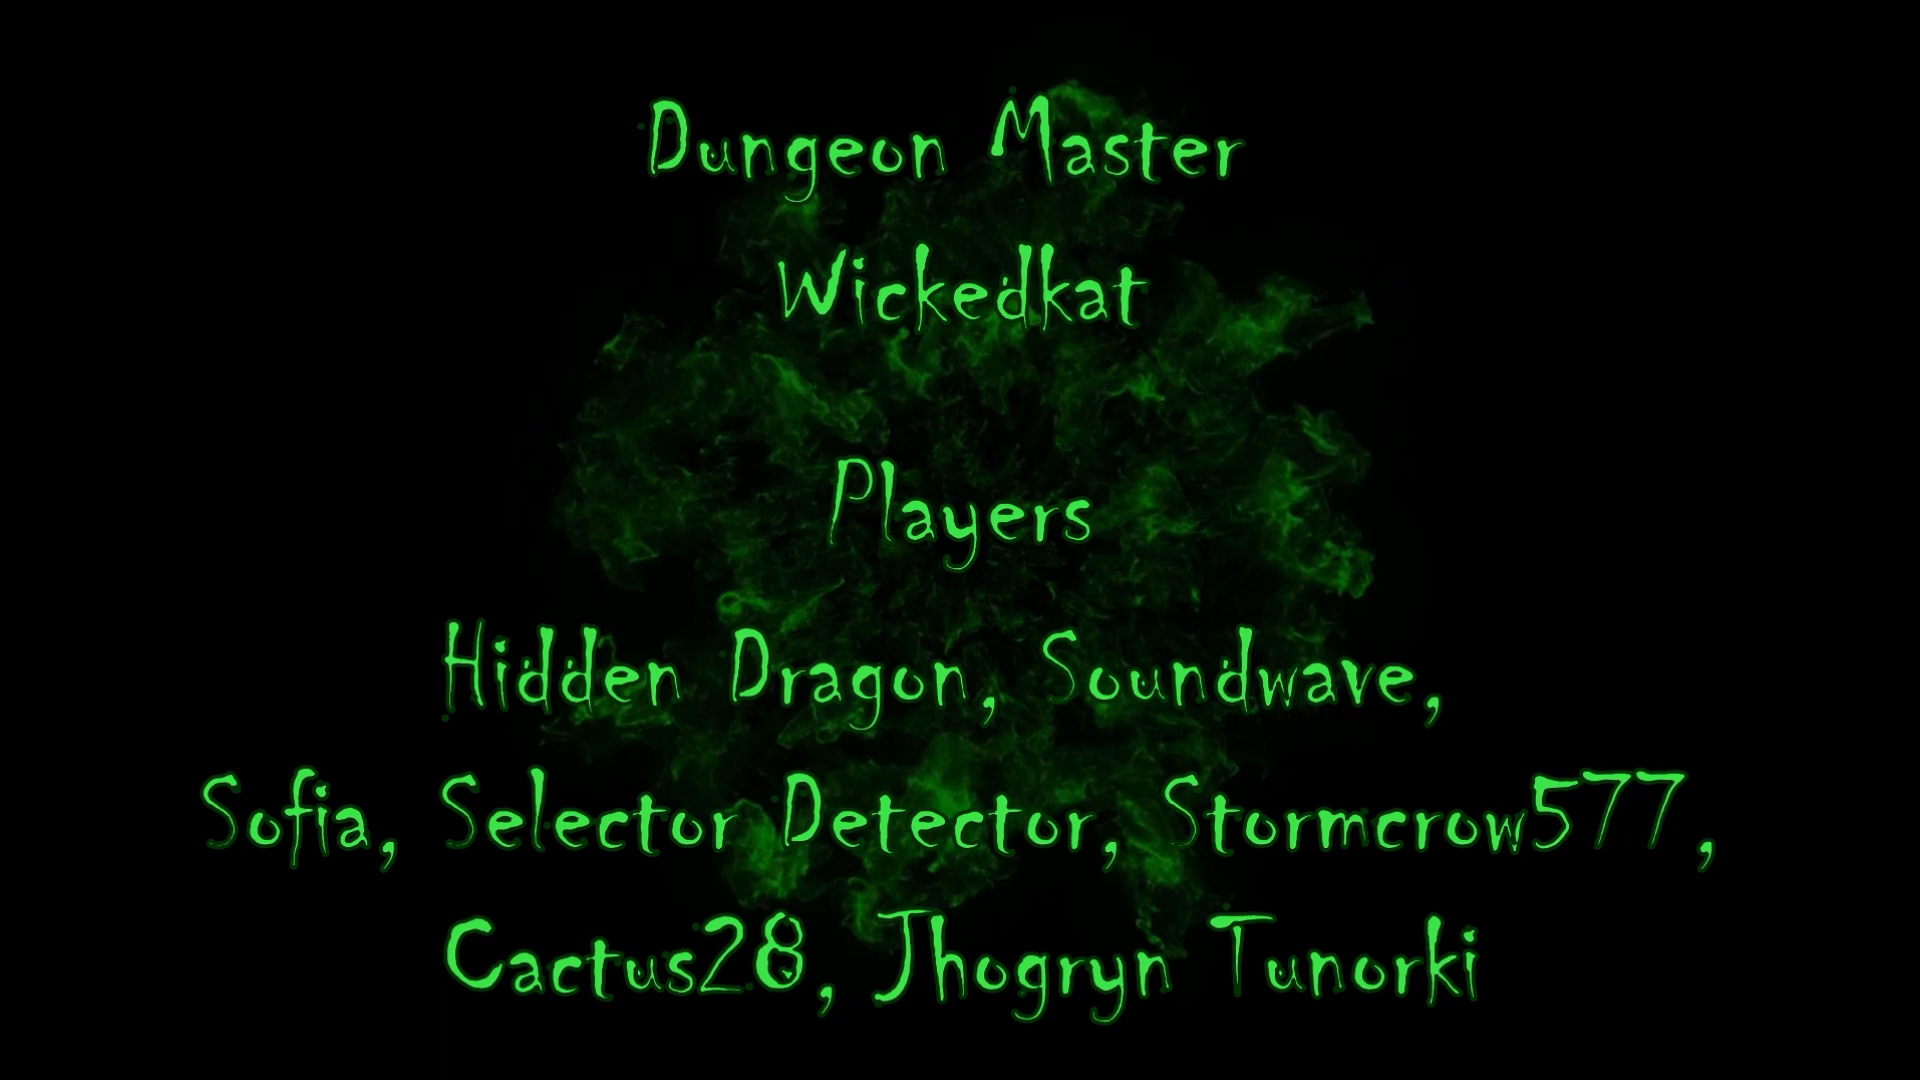 Dungeon Master
Wickedkat
Players
Hidden Dragon, Soundwave,
Sofia, Selector Detector, Stormcrow577,
Cactus28, Jhogryn Tunorki